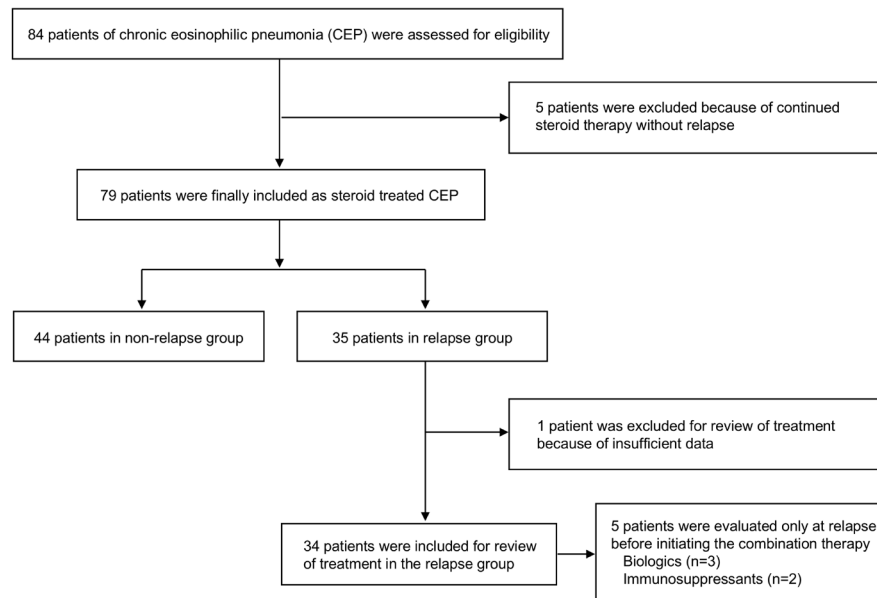 84 patients of chronic eosinophilic pneumonia (CEP) were assessed for eligibility
5 patients were excluded because of continued
steroid therapy without relapse
79 patients were finally included as steroid treated CEP
44 patients in non-relapse group
35 patients in relapse group
1 patient was excluded for review of treatment
because of insufficient data
34 patients were included for review
of treatment in the relapse group
5 patients were evaluated only at relapse
before initiating the combination therapy
Biologics (n=3)
Immunosuppressants (n=2)